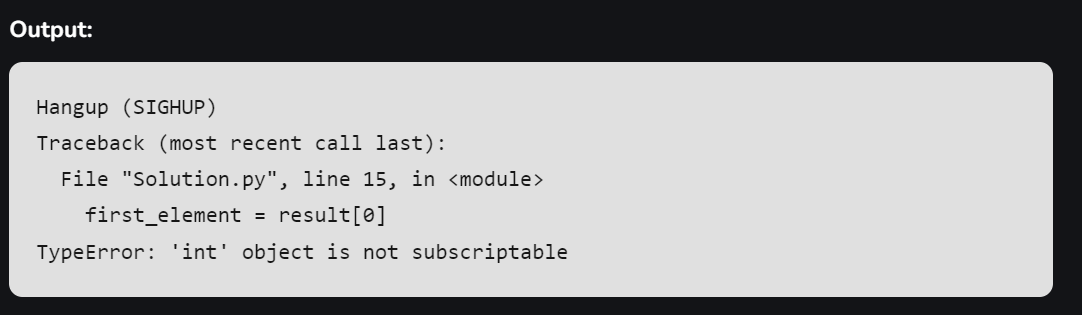 Output:
Hangup (SIGHUP)
Traceback (most recent call last):
  File "Solution.py", line 15, in <module>
    first_element = result[0]
TypeError: 'int' object is not subscriptable